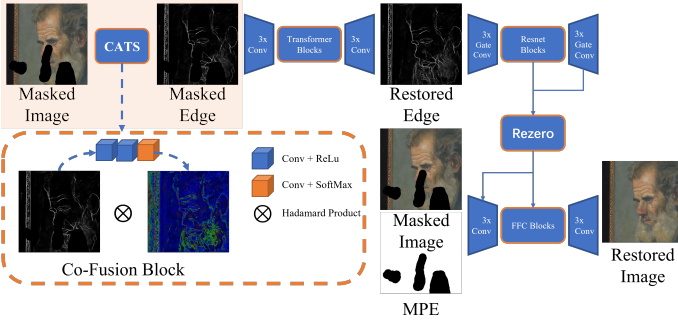 CATS
Masked
Image
Masked
Edge
3x
Conv
Transformer
Blocks
3x
Conv
Restored
Edge
3x
Gate
Conv
Resnet
Blocks
3x
Gate
Conv
Rezero
Conv + ReLu
Conv + SoftMax
Hadamard Product
Co-Fusion Block
Masked
Image
MPE
3x
Conv
FFC Blocks
3x
Conv
Restored
Image